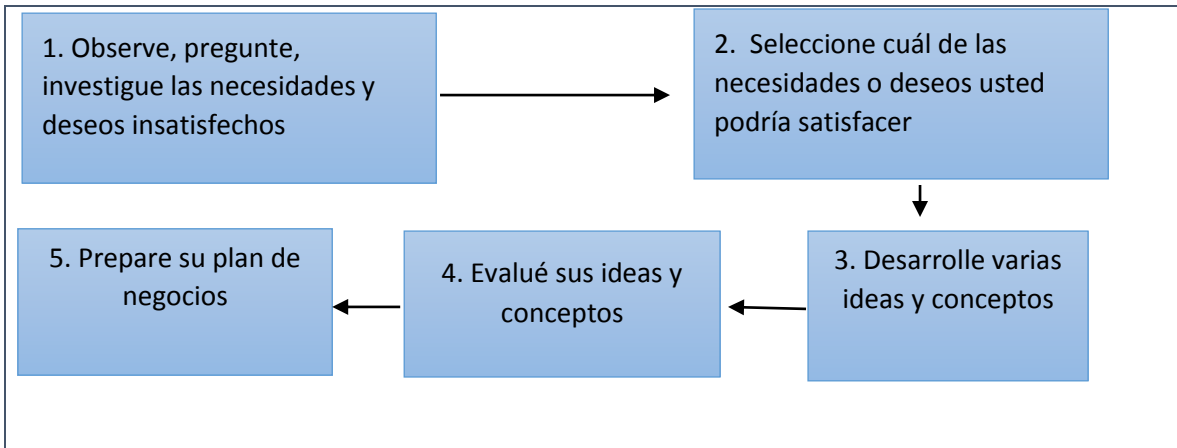 1. Observe, pregunte,
investigue las necesidades y
deseos insatisfechos
2. Seleccione cuál de las
necesidades o deseos usted
podría satisfacer
3. Desarrolle varias
ideas y conceptos
4. Evalué sus ideas y
conceptos
5. Prepare su plan de
negocios